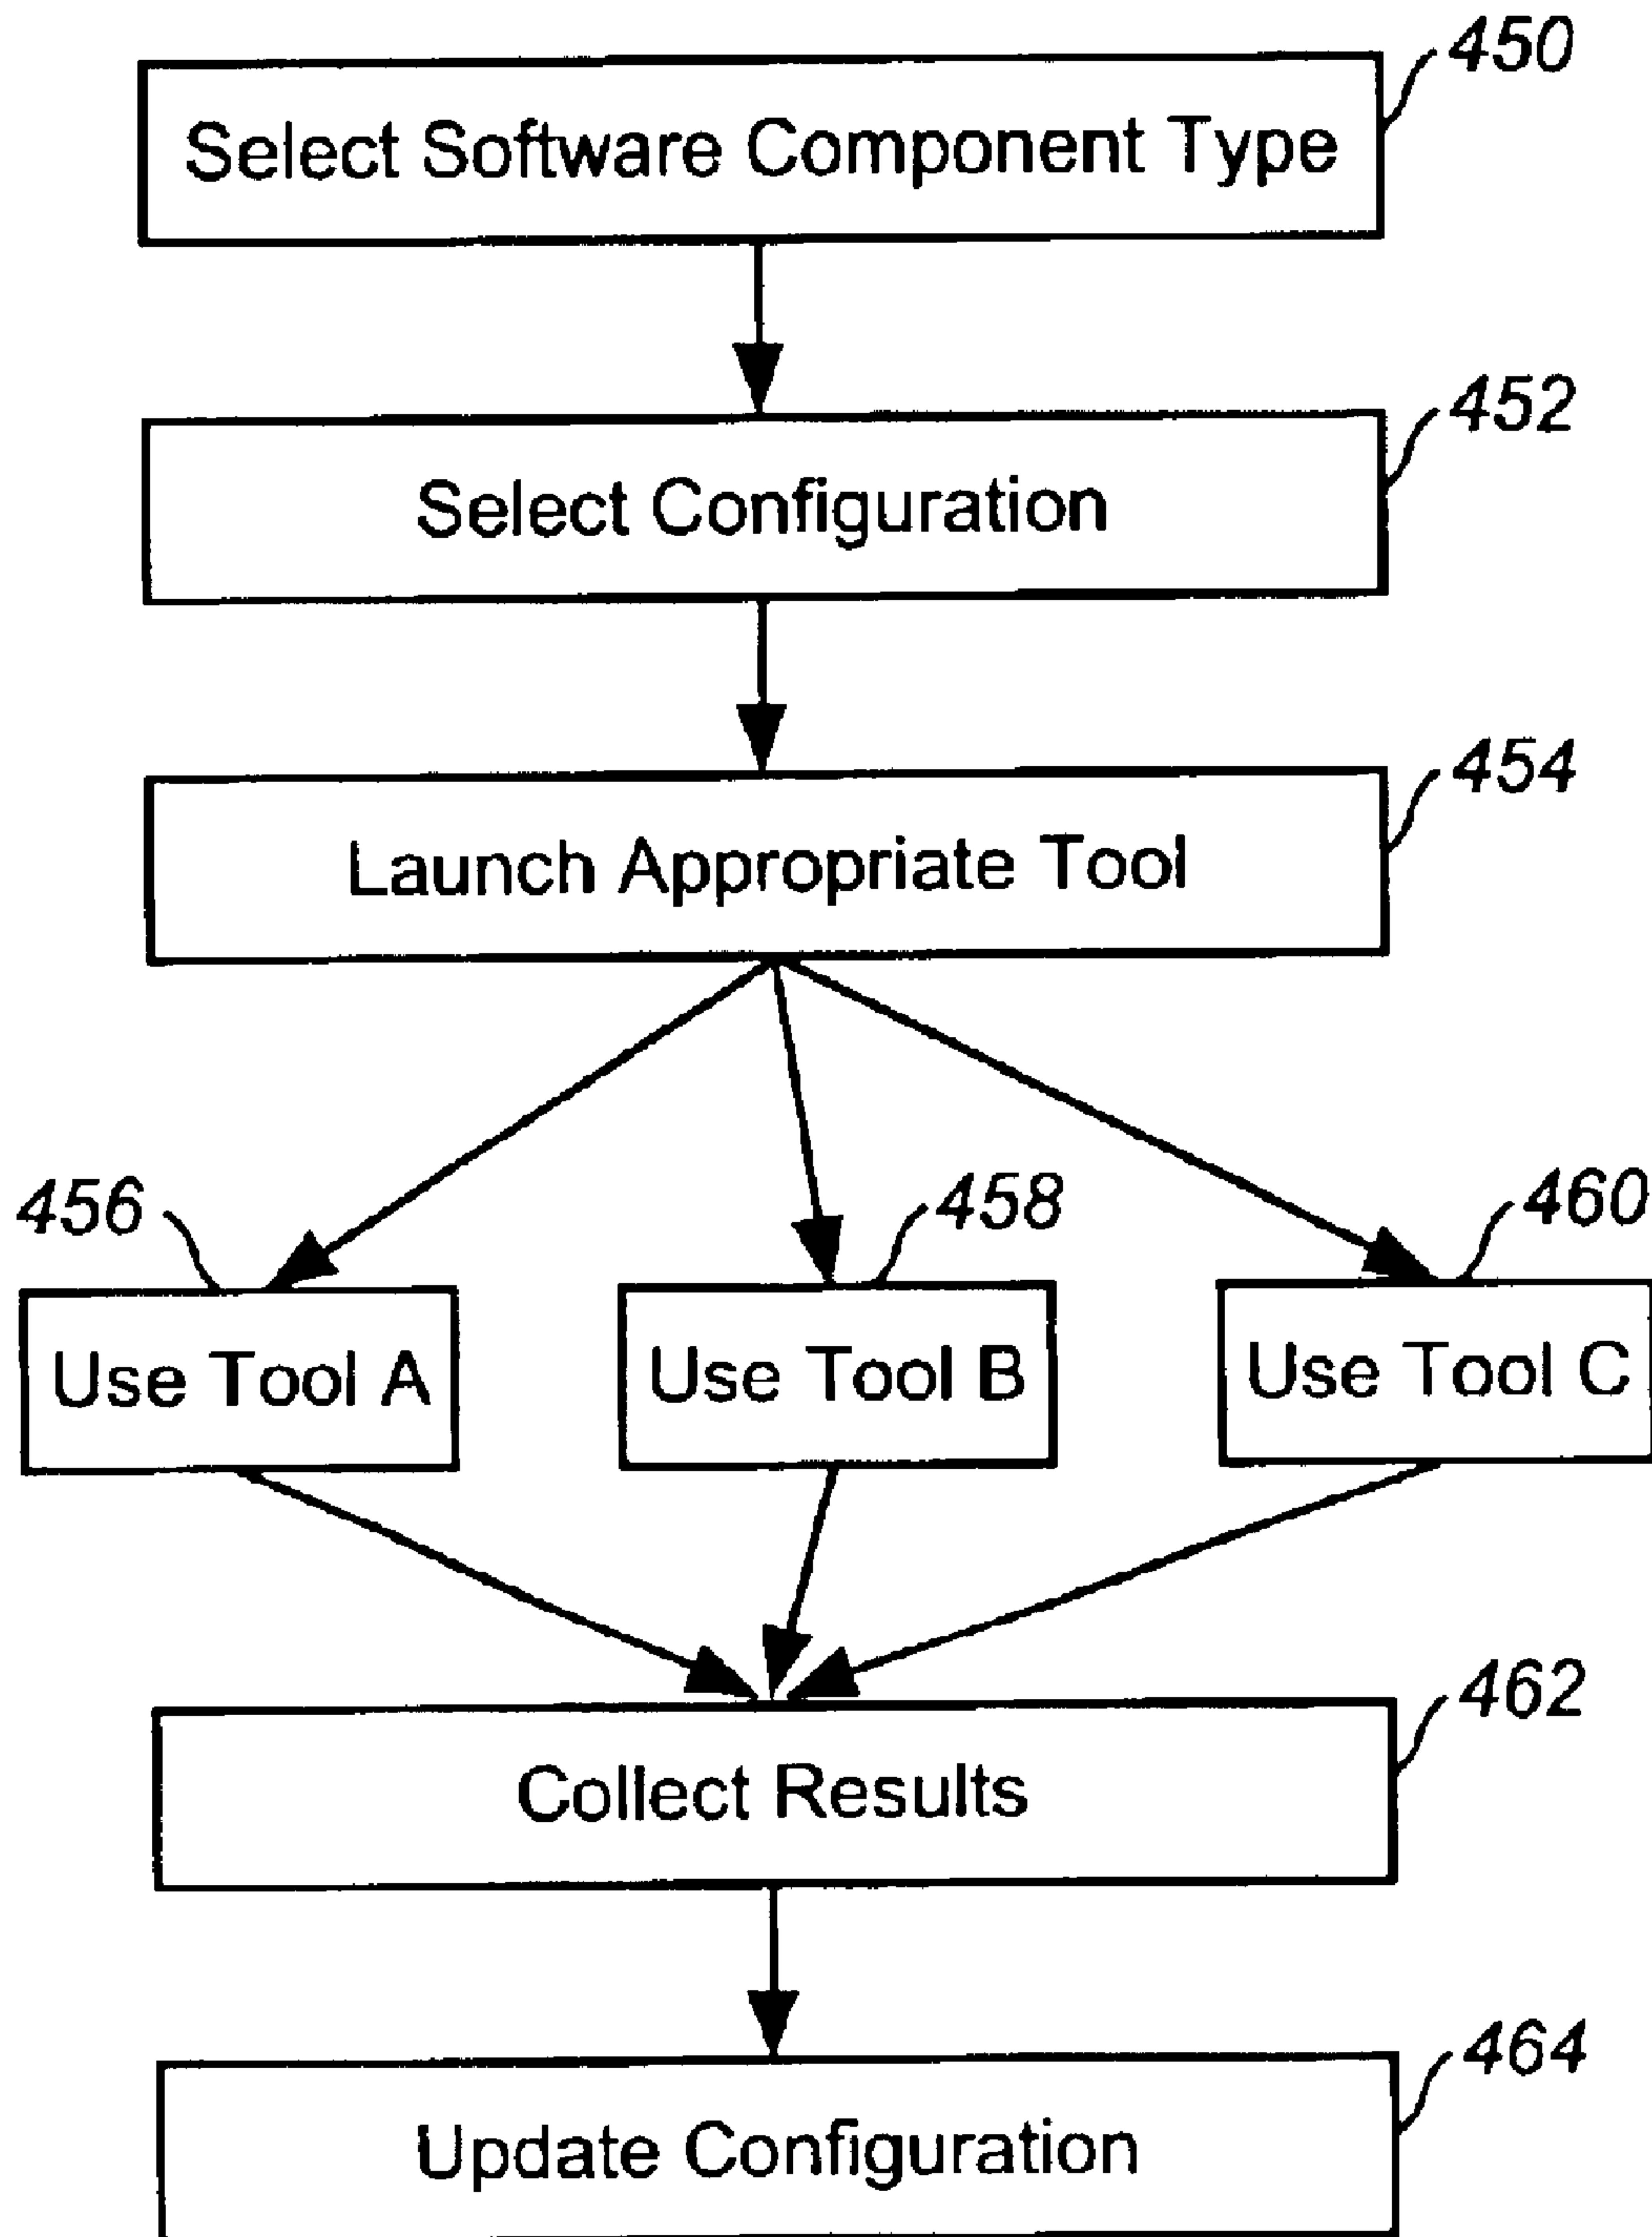 450
Select Software Component Type
452
Select Configuration
454
Launch Appropriate Tool
456
458
460
Use Tool A
Use Tool B
Use Tool C
462
Collect Results
464
Update Configuration